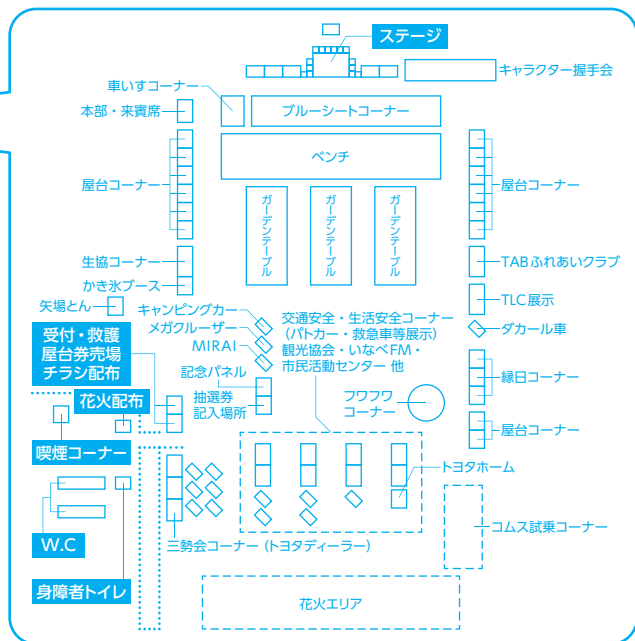 ステージ
キャラクター握手会
車いすコーナー
本部・来賓席
ブルーシートコーナー
ベンチ
屋台コーナー
屋台コーナー
ガーデンテーブル
ガーデンテーブル
ガーデンテーブル
生協コーナー
かき氷ブース
矢場とん
TABふれあいクラブ
TLC展示
ダカール車
キャンピングカー
メガクルーザー
MIRAI
交通安全・生活安全コーナー
(パトカー・救急車等展示)
観光協会・いなべFM・
市民活動センター 他
受付・救護
屋台券売場
チラシ配布
記念パネル
抽選券
記入場所
フワフワ
コーナー
縁日コーナー
屋台コーナー
花火配布
喫煙コーナー
トヨタホーム
コムス試乗コーナー
W.C
三勢会コーナー (トヨタディーラー)
身障者トイレ
花火エリア